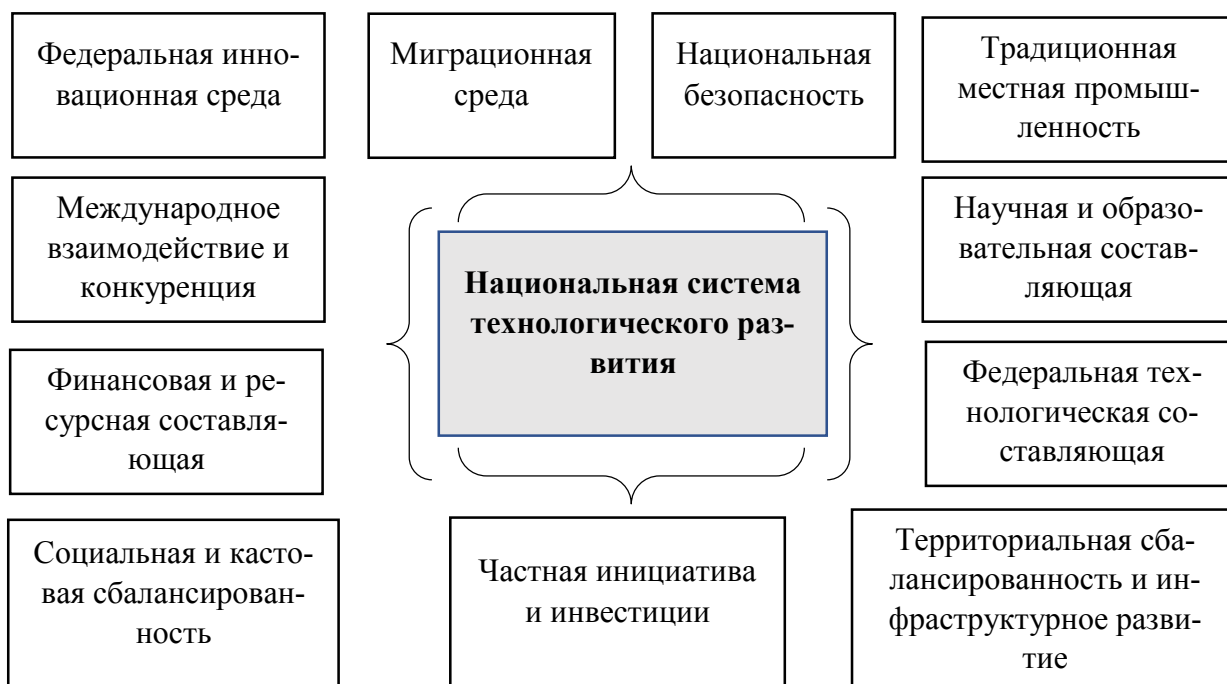 Федеральная инно-
вационная среда
Миграционная
среда
Национальная
безопасность
Традиционная
местная промыш-
ленность
Международное
взаимодействие и
конкуренция
Национальная система
технологического раз-
вития
Научная и образо-
вательная состав-
ляющая
Финансовая и ре-
сурсная составля-
ющая
Федеральная тех-
нологическая со-
ставляющая
Социальная и касто-
вая сбалансирован-
ность
Частная инициатива
и инвестиции
Территориальная сба-
лансированность и ин-
фраструктурное разви-
тие